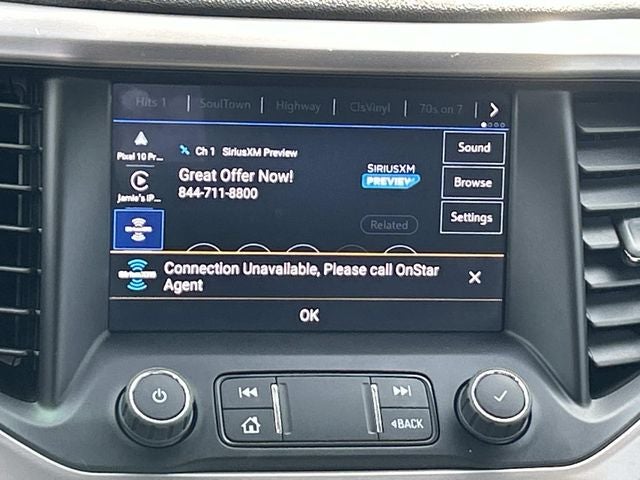 Hits 1 | SoulTown | Highway | ClsVinyl | 70s on 7
Pixel 10 Pr...
Ch 1 SiriusXM Preview
Sound
Great Offer Now!
844-711-8800
SIRIUSXM
PREVIEW
Browse
Jamie's iP...
Settings
Related
Connection Unavailable, Please call OnStar
Agent
OK
BACK